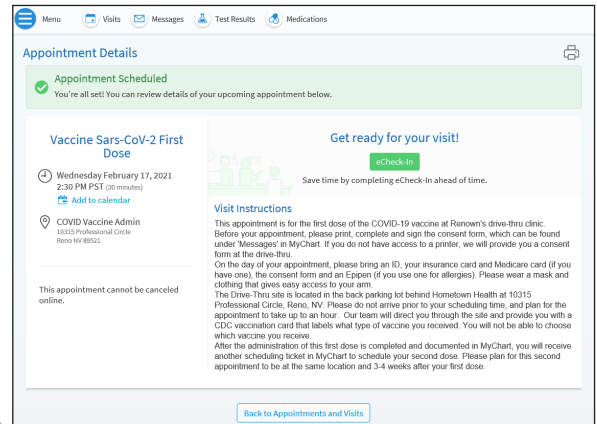 Menu Visits Messages Test Results Medications
Appointment Details
Appointment Scheduled
You're all set! You can review details of your upcoming appointment below.
Vaccine Sars-CoV-2 First
Dose
Wednesday February 17, 2021
2:30 PM PST (30 minutes)
Add to calendar
COVID Vaccine Admin
10315 Professional Circle
Reno NV 89521
This appointment cannot be canceled
online.
Get ready for your visit!
eCheck-In
Save time by completing eCheck-In ahead of time.
Visit Instructions
This appointment is for the first dose of the COVID-19 vaccine at Renown's drive-thru clinic.
Before your appointment, please print, complete and sign the consent form, which can be found
under 'Messages' in MyChart. If you do not have access to a printer, we will provide you a consent
form at the drive-thru.
On the day of your appointment, please bring an ID, your insurance card and Medicare card (if you
have one), the consent form and an Epipen (if you use one for allergies). Please wear a mask and
clothing that gives easy access to your arm.
The Drive-Thru site is located in the back parking lot behind Hometown Health at 10315
Professional Circle, Reno, NV. Please do not arrive prior to your scheduling time, and plan for the
appointment to take up to an hour. Our team will direct you through the site and provide you with a
CDC vaccination card that labels what type of vaccine you received. You will not be able to choose
which vaccine you receive.
After the administration of this first dose is completed and documented in MyChart, you will receive
another scheduling ticket in MyChart to schedule your second dose. Please plan for this second
appointment to be at the same location and 3-4 weeks after your first dose.
Back to Appointments and Visits